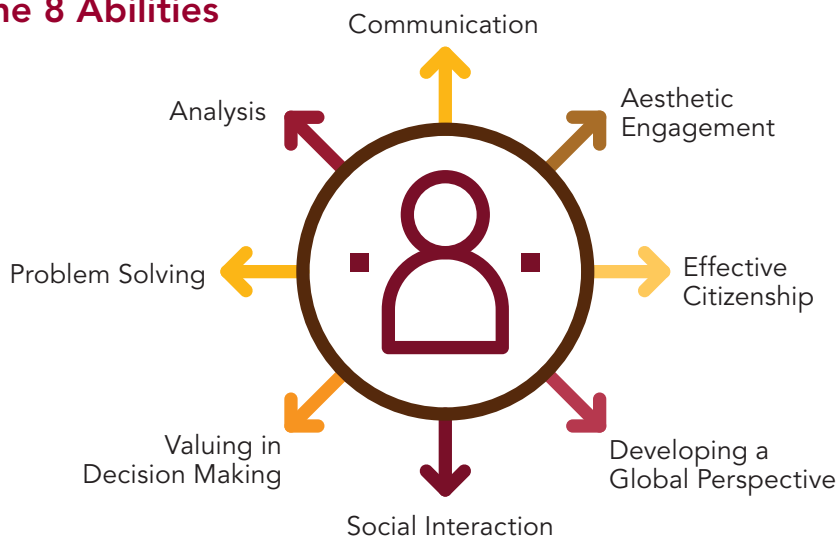 he 8 Abilities
Communication
Analysis
Aesthetic
Engagement
Problem Solving
Effective
Citizenship
Valuing in
Decision Making
Developing a
Global Perspective
Social Interaction